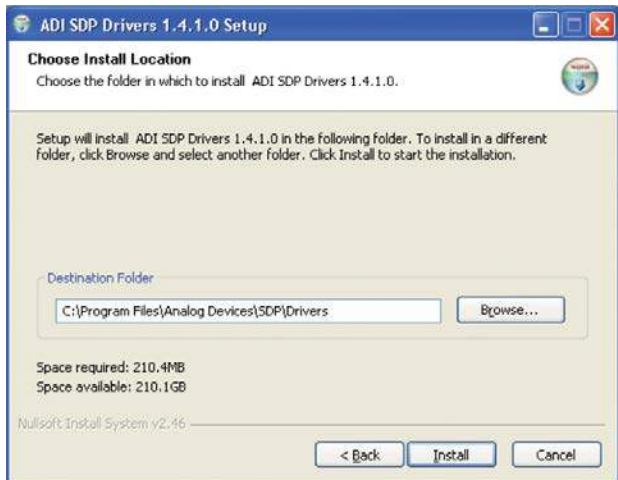 ADI SDP Drivers 1.4.1.0 Setup
Choose Install Location
Choose the folder in which to install ADI SDP Drivers 1.4.1.0.
Setup will install ADI SDP Drivers 1.4.1.0 in the following folder. To install in a different
folder, click Browse and select another folder. Click Install to start the installation.
Destination Folder
C:\Program Files\Analog Devices\SDP\Drivers
Browse...
Space required: 210.4MB
Space available: 210.1GB
Nullsoft Install System v2.46
< Back
Install
Cancel